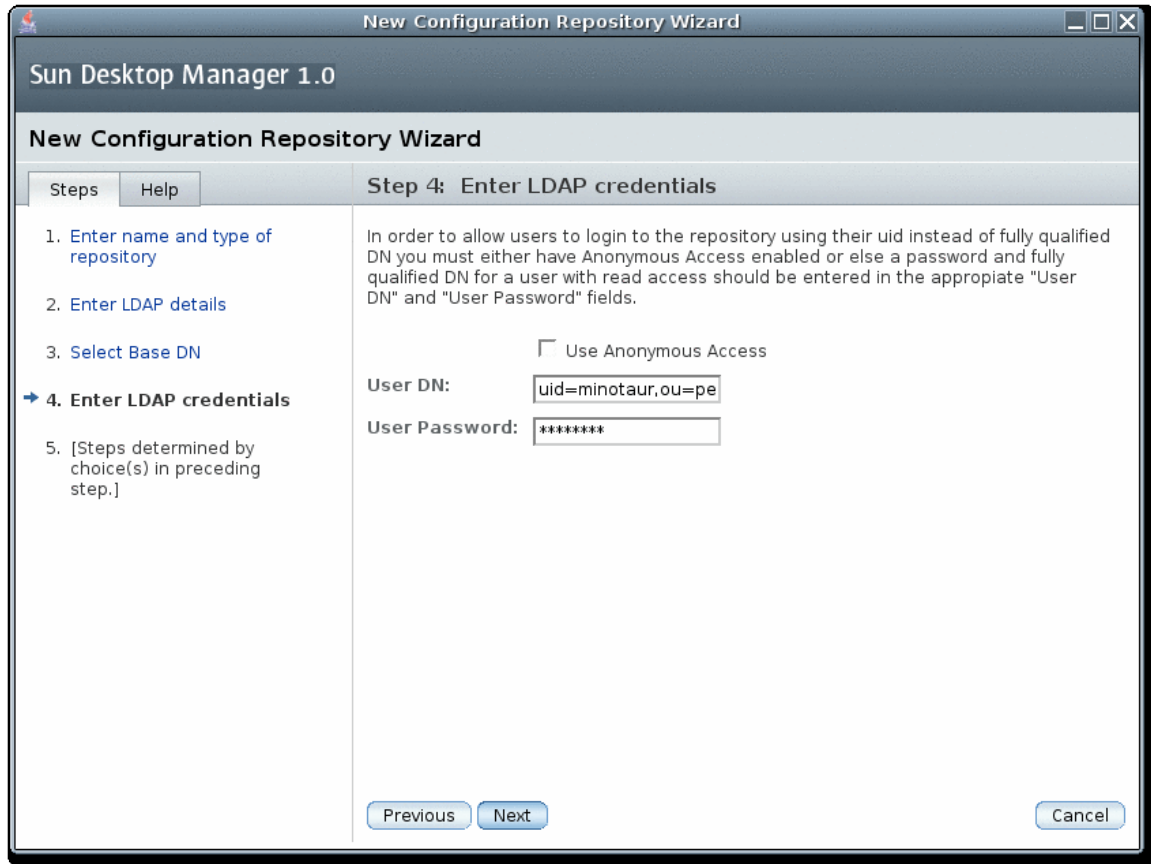 New Configuration Repository Wizard
Sun Desktop Manager 1.0
New Configuration Repository Wizard
Steps
Help
1. Enter name and type of
repository
2. Enter LDAP details
3. Select Base DN
4. Enter LDAP credentials
5. [Steps determined by
choice(s) in preceding
step.]
Step 4: Enter LDAP credentials
In order to allow users to login to the repository using their uid instead of fully qualified
DN you must either have Anonymous Access enabled or else a password and fully
qualified DN for a user with read access should be entered in the appropiate "User
DN" and "User Password" fields.
Use Anonymous Access
User DN: uid=minotaur,ou=pe
User Password: ********
Previous Next Cancel